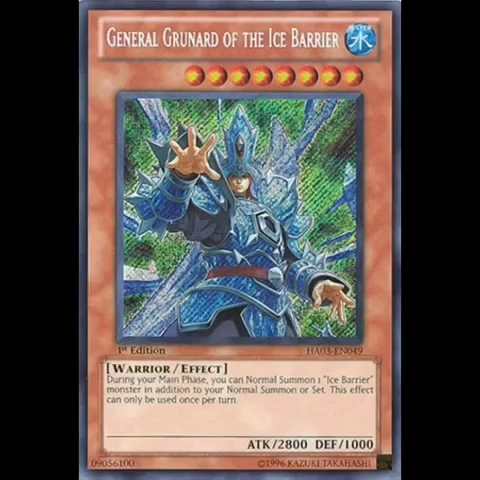 General Grunard of the Ice Barrier
WATER
水
1st Edition
HA03-EN049
[Warrior / Effect]
During your Main Phase, you can Normal Summon 1 "Ice Barrier"
monster in addition to your Normal Summon or Set. This effect
can only be used once per turn.
ATK/2800 DEF/1000
09056100
©1996 KAZUKI TAKAHASHI